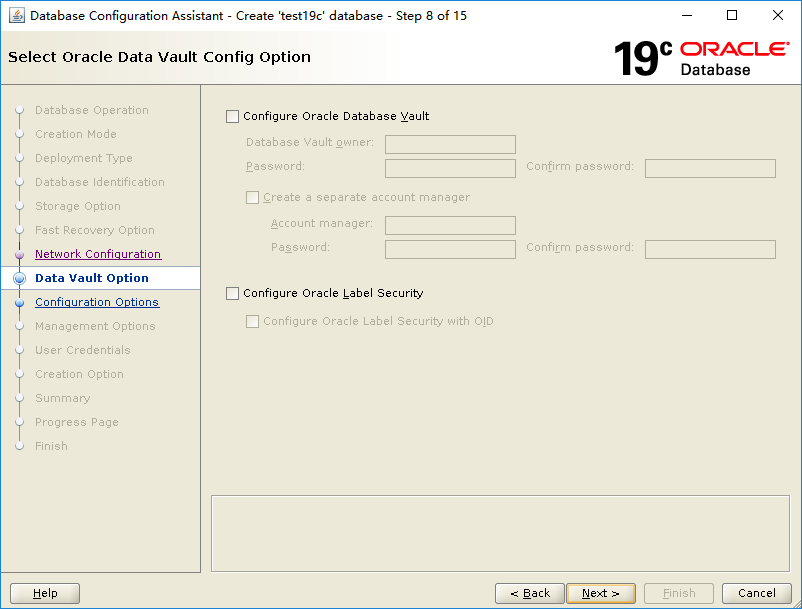 Database Configuration Assistant - Create 'test19c' database - Step 8 of 15
Select Oracle Data Vault Config Option
19c ORACLE
Database
Database Operation
Creation Mode
Deployment Type
Database Identification
Storage Option
Fast Recovery Option
Network Configuration
Data Vault Option
Configuration Options
Management Options
User Credentials
Creation Option
Summary
Progress Page
Finish
Configure Oracle Database Vault
Database Vault owner:
Password:
Confirm password:
Create a separate account manager
Account manager:
Password:
Confirm password:
Configure Oracle Label Security
Configure Oracle Label Security with OID
Help
< Back
Next >
Finish
Cancel